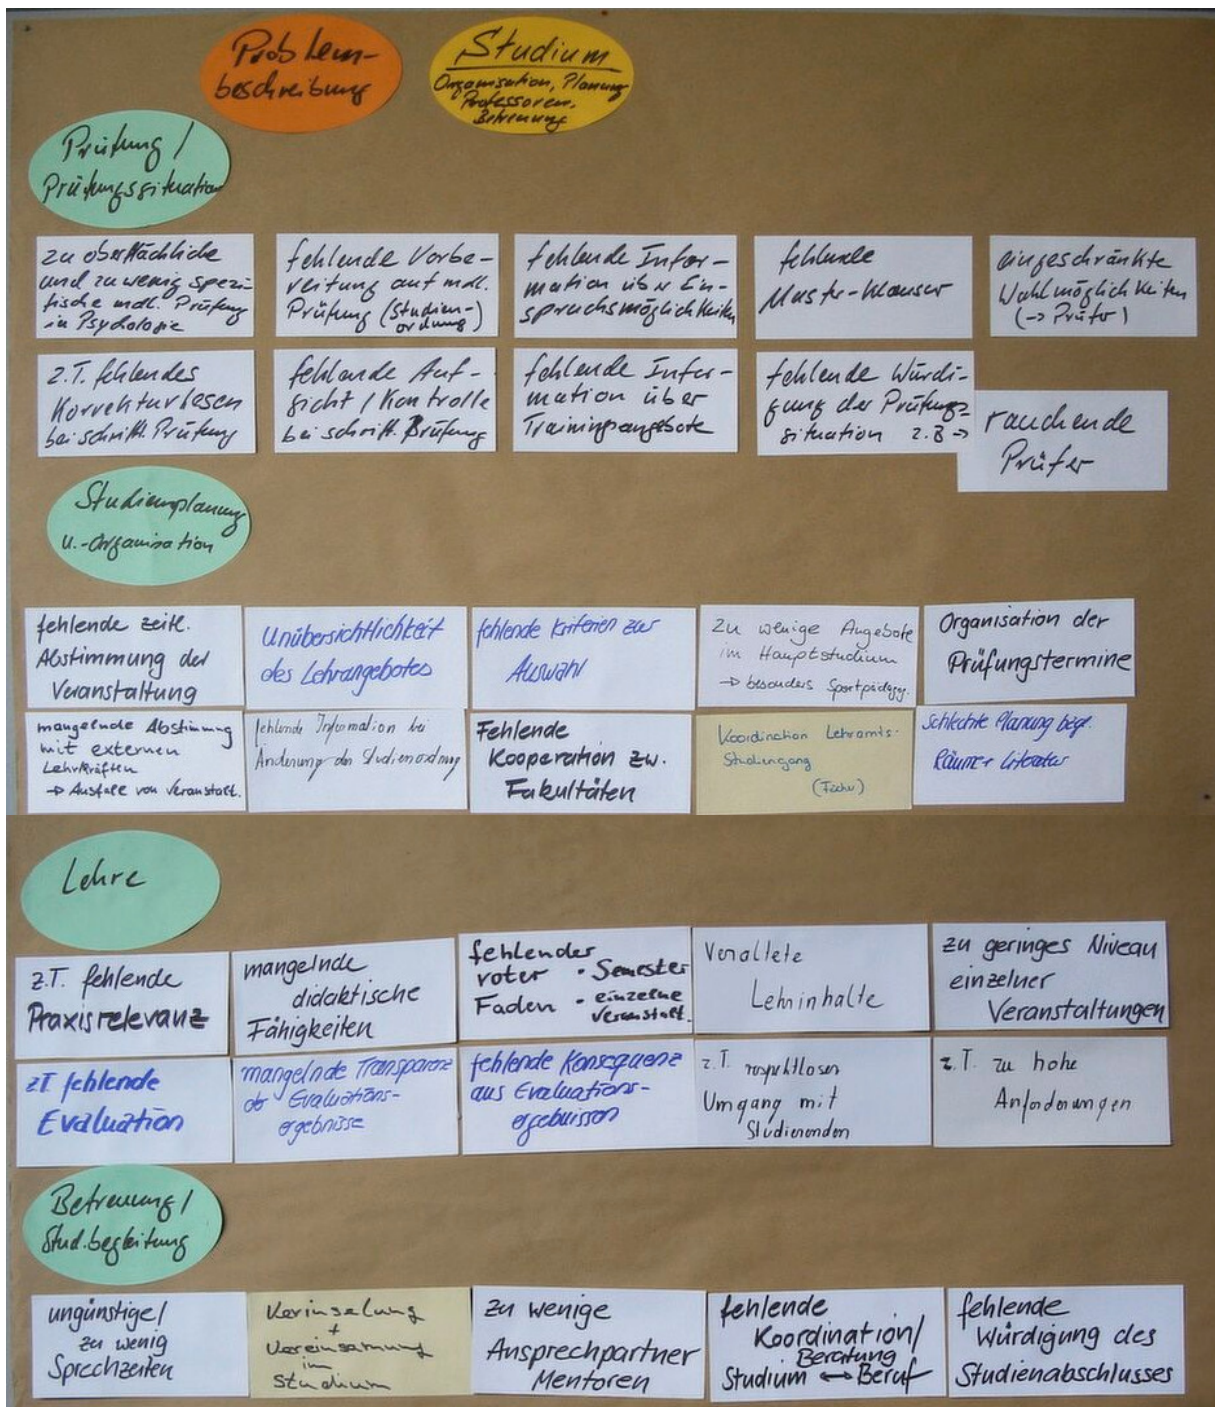 Problem-
beschreibung
Studium
Organisation, Planung
Professoren,
Betreuung
Prüfung /
Prüfungssituation
zu oberflächliche
und zu wenig spezi-
fische mdl. Prüfung
in Psychologie
fehlende Vorbe-
reitung auf mdl.
Prüfung (Studien-
ordnung)
fehlende Infor-
mation über Ein-
spruchsmöglichkeiten
fehlende
Muster-Klausur
eingeschränkte
Wahlmöglichkeiten
(-> Prüfer)
z.T. fehlendes
Korrekturlesen
bei schriftl. Prüfung
fehlende Auf-
sicht / Kontrolle
bei schriftl. Prüfung
fehlende Infor-
mation über
Trainingsangebote
fehlende Würdi-
gung der Prüfungs-
situation z.B →
rauchende
Prüfer
Studienplanung
u. -organisation
fehlende zeitl.
Abstimmung der
Veranstaltung
Unübersichtlichkeit
des Lehrangebotes
fehlende Kriterien zur
Auswahl
Zu wenige Angebote
im Hauptstudium
→ besonders Sportpädagog.
Organisation der
Prüfungstermine
mangelnde Abstimmung
mit externen
Lehrkräften
→ Ausfälle von Veranstalt.
fehlende Information bei
Änderung der Studienordnung
Fehlende
Kooperation zw.
Fakultäten
Koordination Lehramts-
Studiengang
(Fächer)
Schlechte Planung bzgl.
Räume + Literatur
Lehre
z.T. fehlende
Praxisrelevanz
mangelnde
didaktische
Fähigkeiten
fehlender
roter • Semester
Faden • einzelne
Veranstalt.
Veraltete
Lehrinhalte
zu geringes Niveau
einzelner
Veranstaltungen
z.T. fehlende
Evaluation
mangelnde Transparenz
der Evaluations-
ergebnisse
fehlende Konsequenz
aus Evaluations-
ergebnissen
z.T. respektloser
Umgang mit
Studierenden
z.T. zu hohe
Anforderungen
Betreuung /
Stud.begleitung
ungünstige/
zu wenig
Sprechzeiten
Verinselung
+
Vereinsamung
im
Studium
zu wenige
Ansprechpartner
Mentoren
fehlende
Koordination/
Beratung
Studium ↔ Beruf
fehlende
Würdigung des
Studienabschlusses